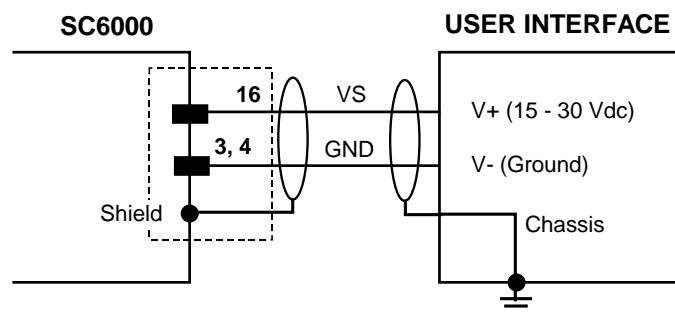 SC6000
USER INTERFACE
16
VS
V+ (15 - 30 Vdc)
3, 4
GND
V- (Ground)
Shield
Chassis